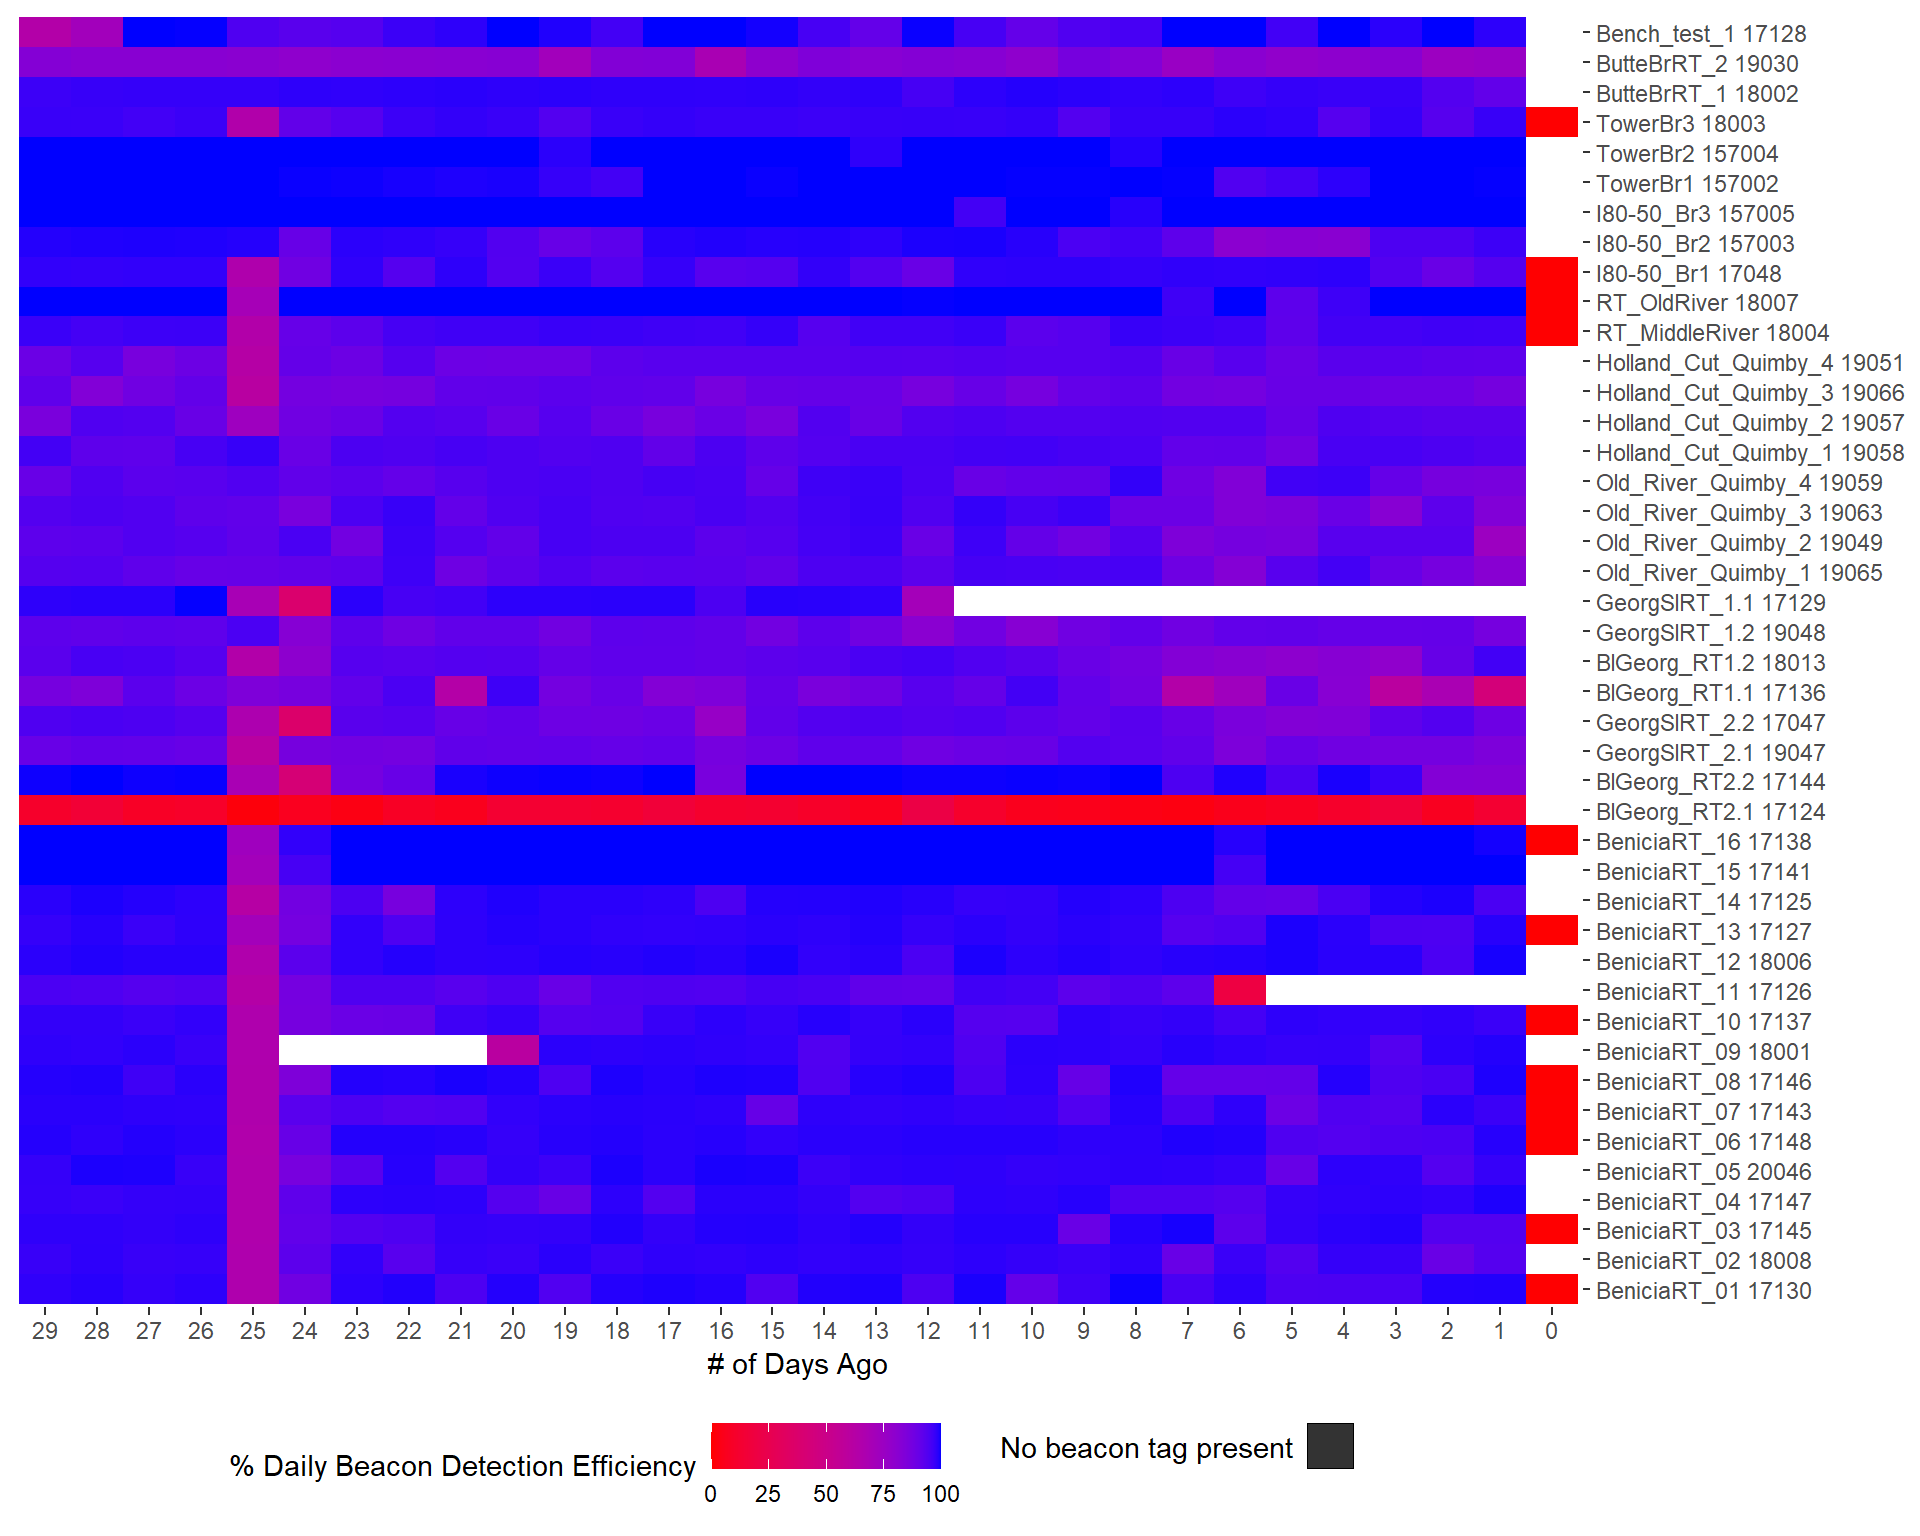 Bench_test_1 17128
ButteBrRT_2 19030
ButteBrRT_1 18002
TowerBr3 18003
TowerBr2 157004
TowerBr1 157002
I80-50_Br3 157005
I80-50_Br2 157003
I80-50_Br1 17048
RT_OldRiver 18007
RT_MiddleRiver 18004
Holland_Cut_Quimby_4 19051
Holland_Cut_Quimby_3 19066
Holland_Cut_Quimby_2 19057
Holland_Cut_Quimby_1 19058
Old_River_Quimby_4 19059
Old_River_Quimby_3 19063
Old_River_Quimby_2 19049
Old_River_Quimby_1 19065
GeorgSlRT_1.1 17129
GeorgSlRT_1.2 19048
BlGeorg_RT1.2 18013
BlGeorg_RT1.1 17136
GeorgSlRT_2.2 17047
GeorgSlRT_2.1 19047
BlGeorg_RT2.2 17144
BlGeorg_RT2.1 17124
BeniciaRT_16 17138
BeniciaRT_15 17141
BeniciaRT_14 17125
BeniciaRT_13 17127
BeniciaRT_12 18006
BeniciaRT_11 17126
BeniciaRT_10 17137
BeniciaRT_09 18001
BeniciaRT_08 17146
BeniciaRT_07 17143
BeniciaRT_06 17148
BeniciaRT_05 20046
BeniciaRT_04 17147
BeniciaRT_03 17145
BeniciaRT_02 18008
BeniciaRT_01 17130
29 28 27 26 25 24 23 22 21 20 19 18 17 16 15 14 13 12 11 10 9 8 7 6 5 4 3 2 1 0
# of Days Ago
% Daily Beacon Detection Efficiency
0 25 50 75 100
No beacon tag present